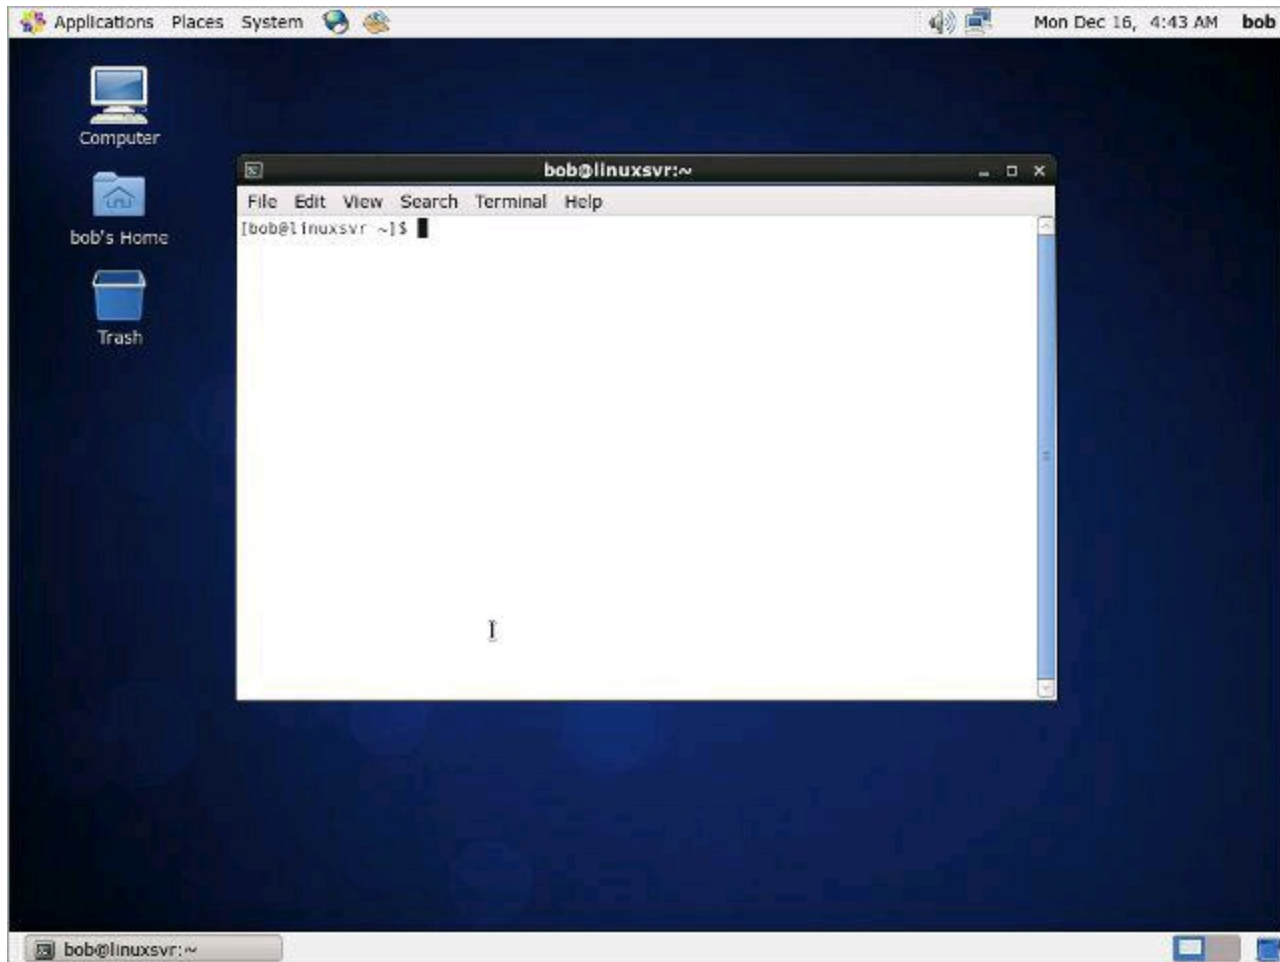 Applications Places System Mon Dec 16, 4:43 AM bob
Computer
bob's Home
Trash
bob@linuxsvr:~
File Edit View Search Terminal Help
[bob@linuxsvr ~]$
bob@linuxsvr:~